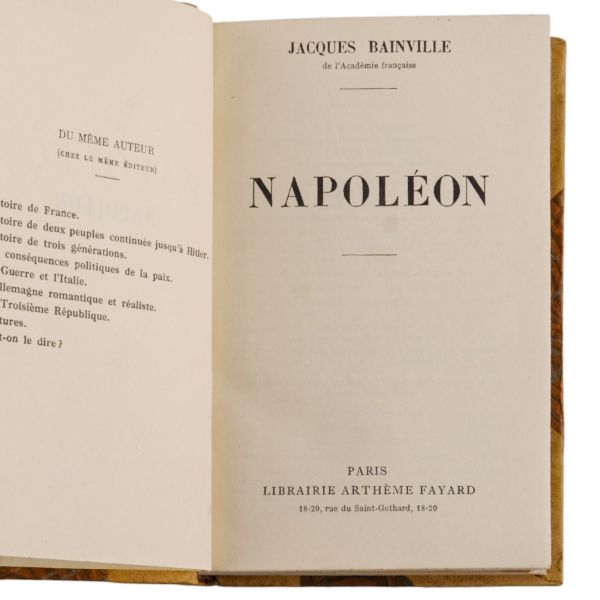 DU MÊME AUTEUR
(CHEZ LE MÊME ÉDITEUR)
toire de France.
toire de deux peuples continuée jusqu'à Hitler.
toire de trois générations.
conséquences politiques de la paix.
Guerre et l'Italie.
llemagne romantique et réaliste.
Troisième République.
tures.
t-on le dire ?
JACQUES BAINVILLE
de l'Académie française
NAPOLÉON
PARIS
LIBRAIRIE ARTHÈME FAYARD
18-20, rue du Saint-Gothard, 18-20